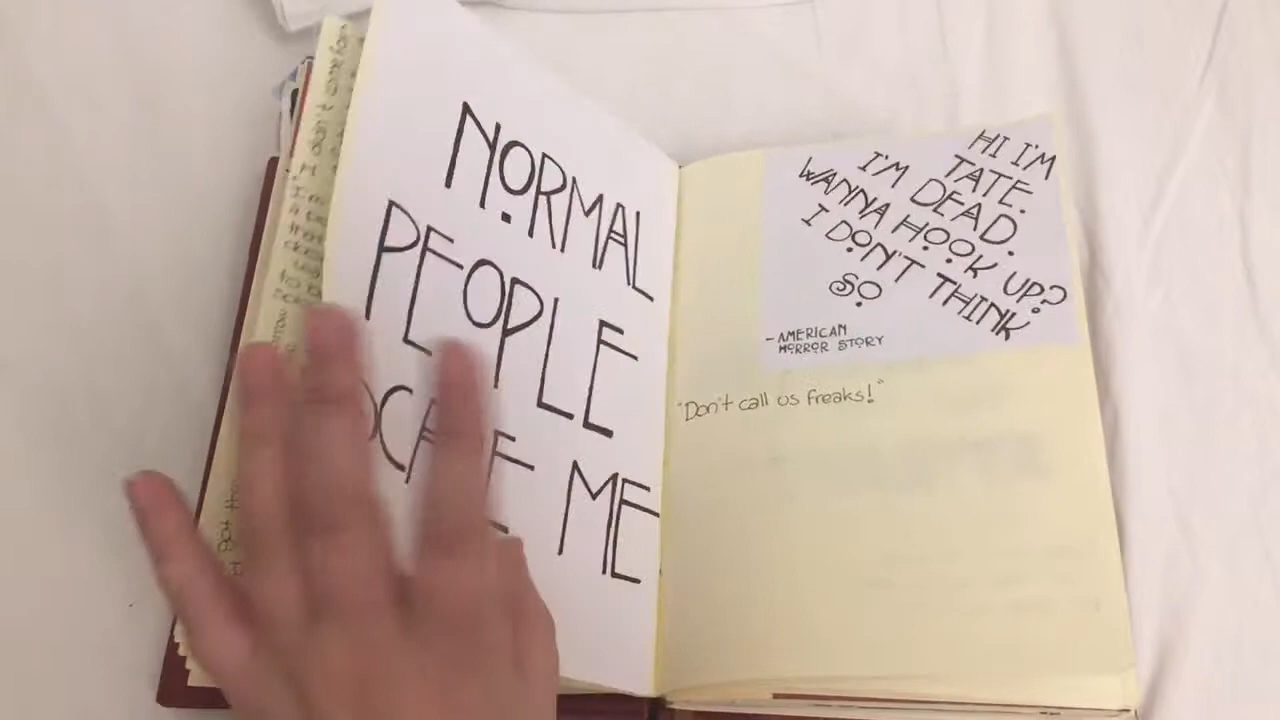 NORMAL
PEOPLE
SCARE ME
HI I'M
TATE.
I'M DEAD.
WANNA HOOK UP?
I DON'T THINK
SO
-AMERICAN
HORROR STORY
"Don't call us freaks!"